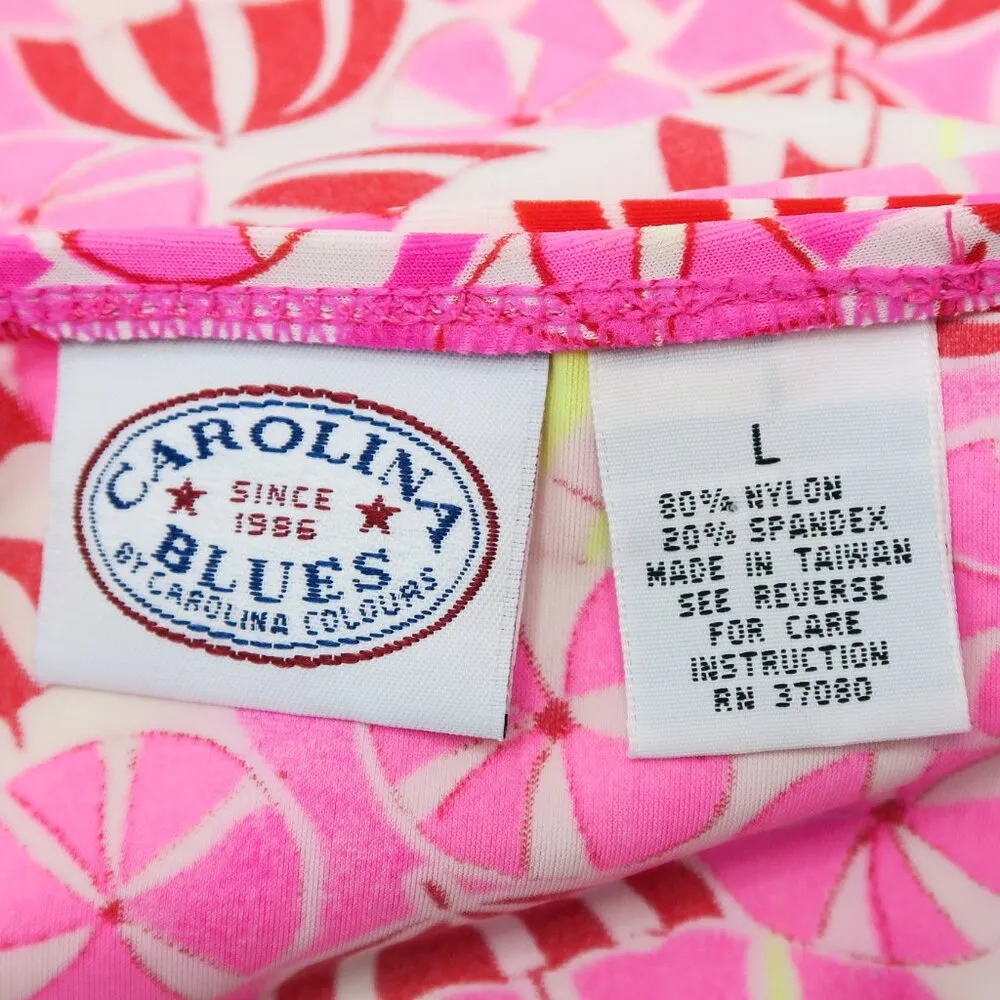 CAROLINA
SINCE
1986
BLUES
BY CAROLINA COLOURS
L
80% NYLON
20% SPANDEX
MADE IN TAIWAN
SEE REVERSE
FOR CARE
INSTRUCTION
RN 37080